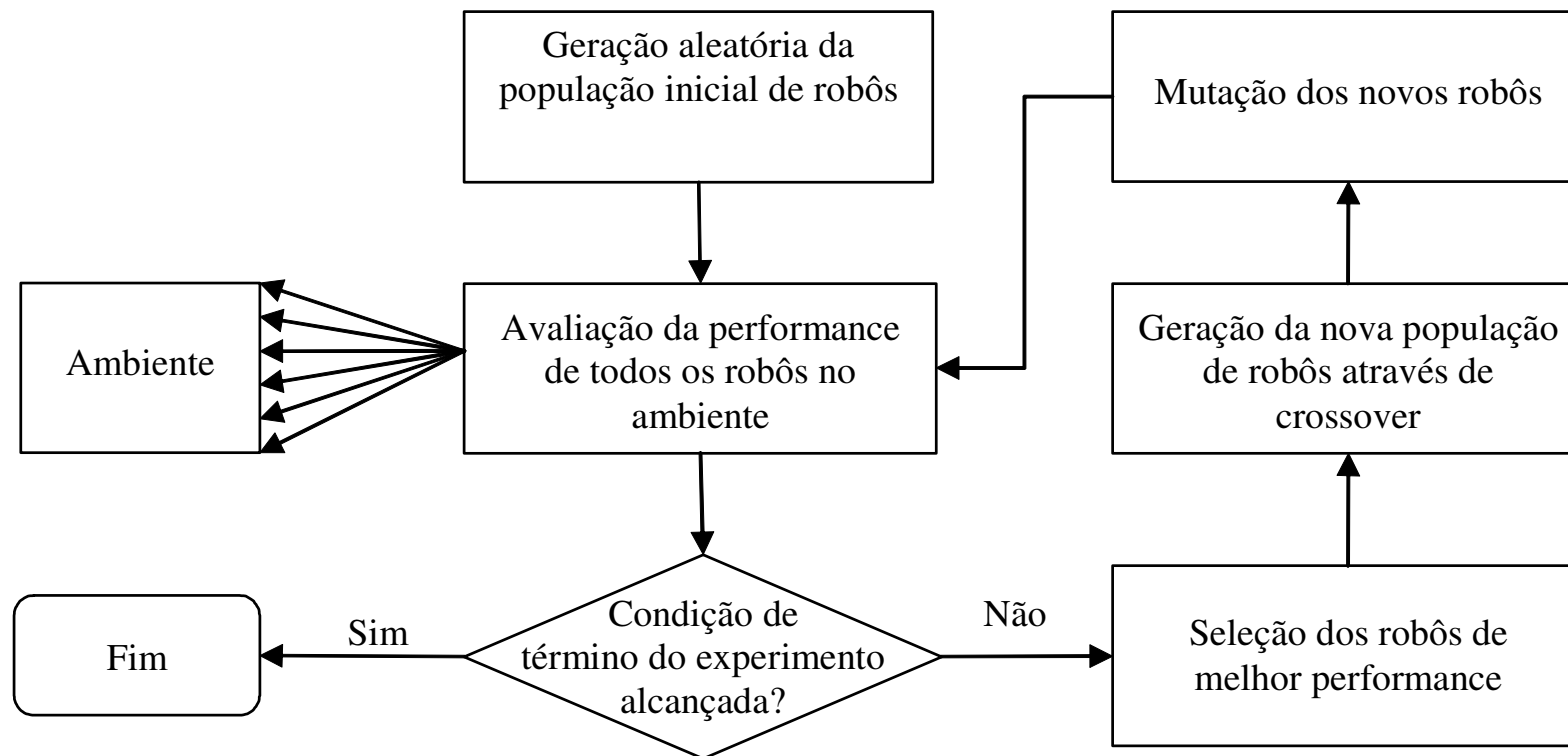 Geração aleatória da
população inicial de robôs
Mutação dos novos robôs
Ambiente
Avaliação da performance
de todos os robôs no
ambiente
Geração da nova população
de robôs através de
crossover
Fim
Sim
Condição de
término do experimento
alcançada?
Não
Seleção dos robôs de
melhor performance